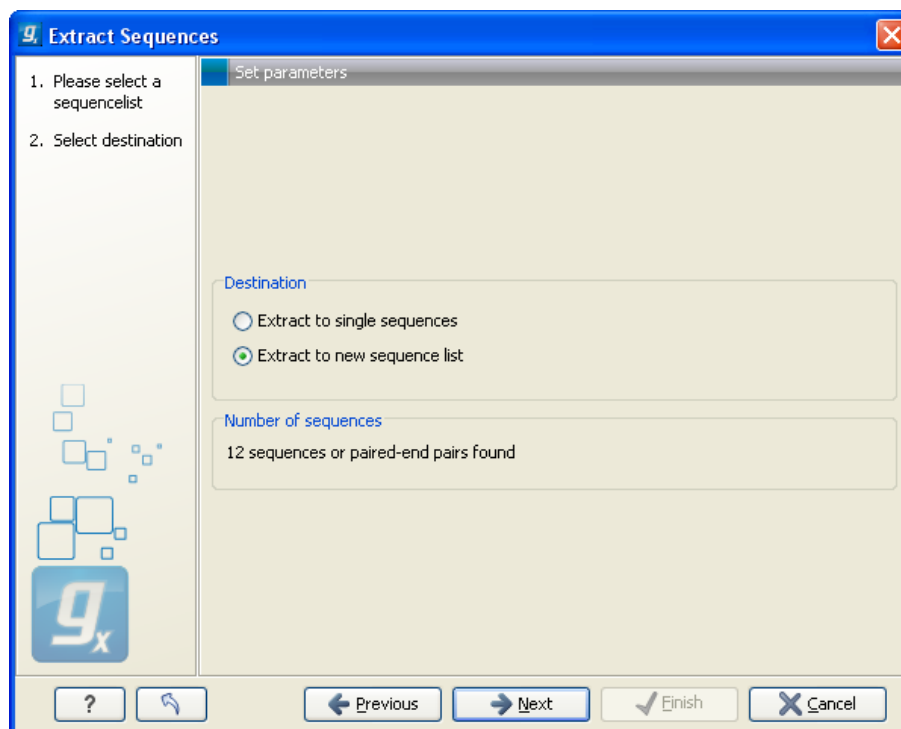 Extract Sequences
1. Please select a
sequencelist
2. Select destination
Set parameters
Destination
Extract to single sequences
Extract to new sequence list
Number of sequences
12 sequences or paired-end pairs found
gx
? Previous Next Finish Cancel